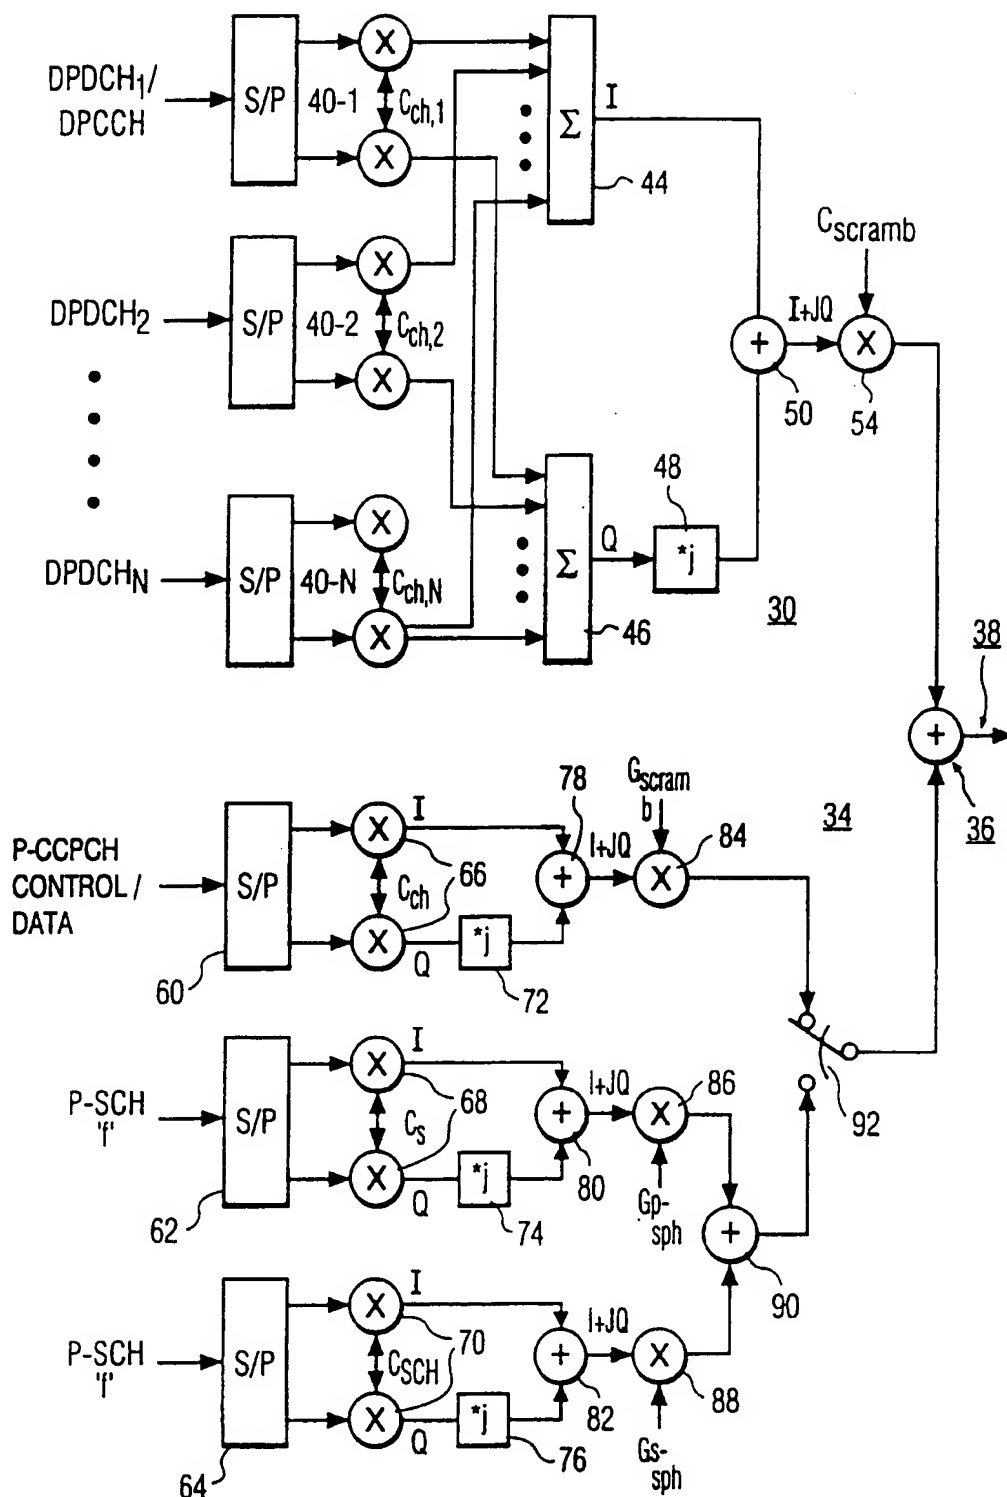 DPDCH1/
DPCCH
S/P
40-1
X
X
Cch,1
Σ
I
44
DPDCH2
S/P
40-2
X
X
Cch,2
Cscramb
I+JQ
+
50
X
54
DPDCHN
S/P
40-N
X
X
Cch,N
Σ
46
Q
48
*j
30
38
+
36
34
P-CCPCH
CONTROL /
DATA
S/P
60
X
X
I
66
Cch
Q
*j
72
78
+
I+JQ
Gscram
b
X
84
P-SCH
'f'
S/P
62
X
X
I
68
Cs
Q
*j
74
+
80
I+JQ
X
86
Gp-
sph
92
+
90
P-SCH
'f'
S/P
64
X
X
I
70
CSCH
Q
*j
76
+
82
I+JQ
X
88
Gs-
sph